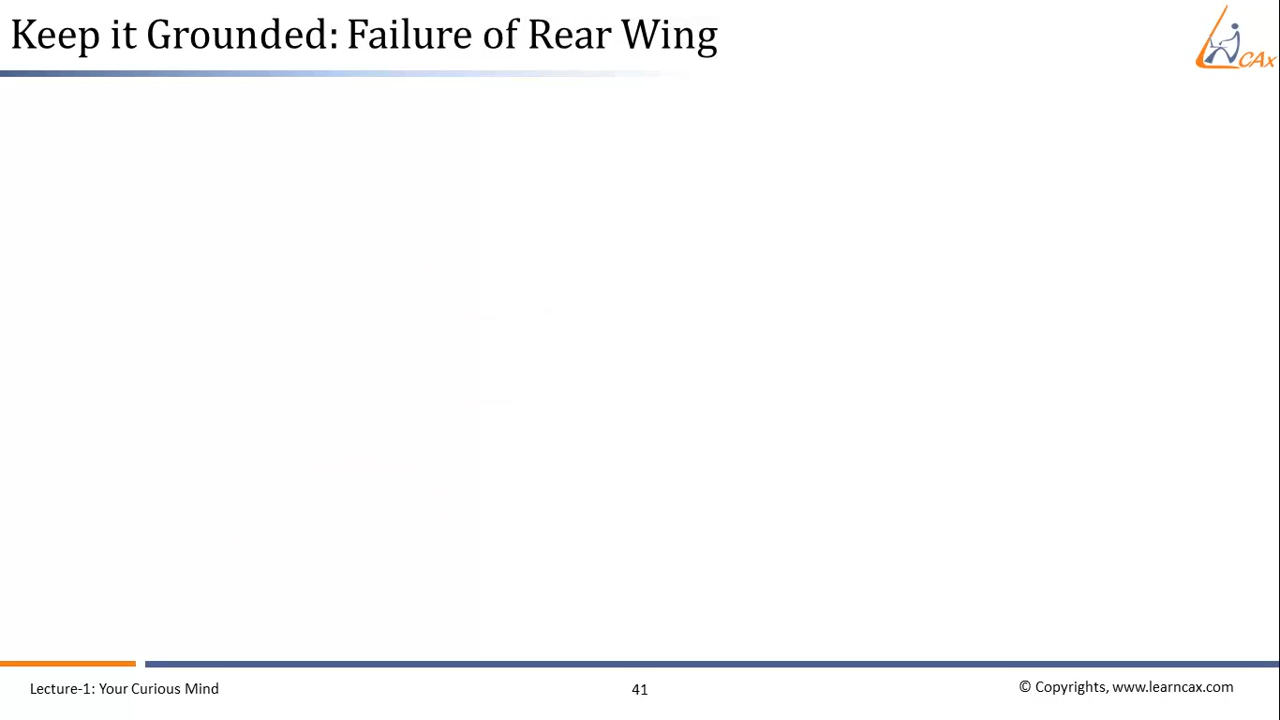 Keep it Grounded: Failure of Rear Wing
CAx
Lecture-1: Your Curious Mind
41
© Copyrights, www.learncax.com